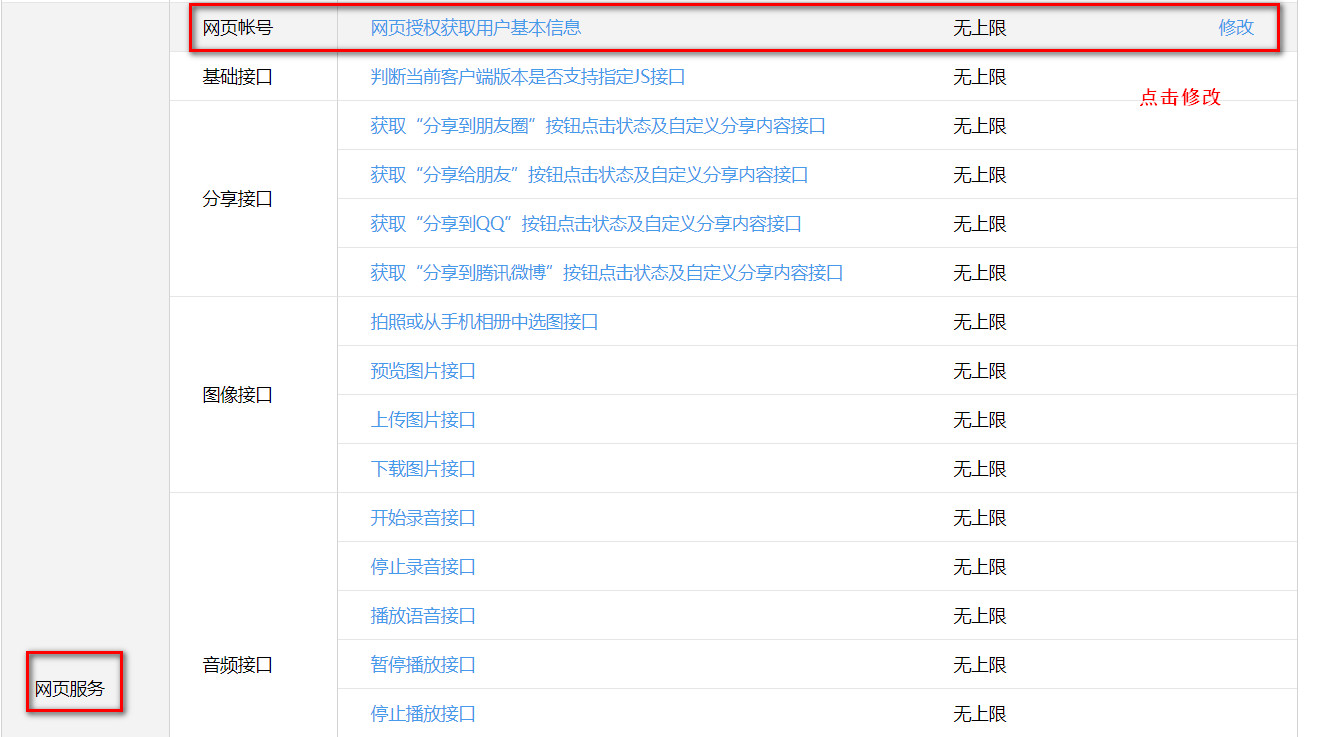 网页帐号 网页授权获取用户基本信息 无上限 修改
基础接口 判断当前客户端版本是否支持指定JS接口 无上限
点击修改
获取“分享到朋友圈”按钮点击状态及自定义分享内容接口 无上限
获取“分享给朋友”按钮点击状态及自定义分享内容接口 无上限
分享接口
获取“分享到QQ”按钮点击状态及自定义分享内容接口 无上限
获取“分享到腾讯微博”按钮点击状态及自定义分享内容接口 无上限
拍照或从手机相册中选图接口 无上限
预览图片接口 无上限
图像接口
上传图片接口 无上限
下载图片接口 无上限
开始录音接口 无上限
停止录音接口 无上限
播放语音接口 无上限
音频接口 暂停播放接口 无上限
网页服务
停止播放接口 无上限